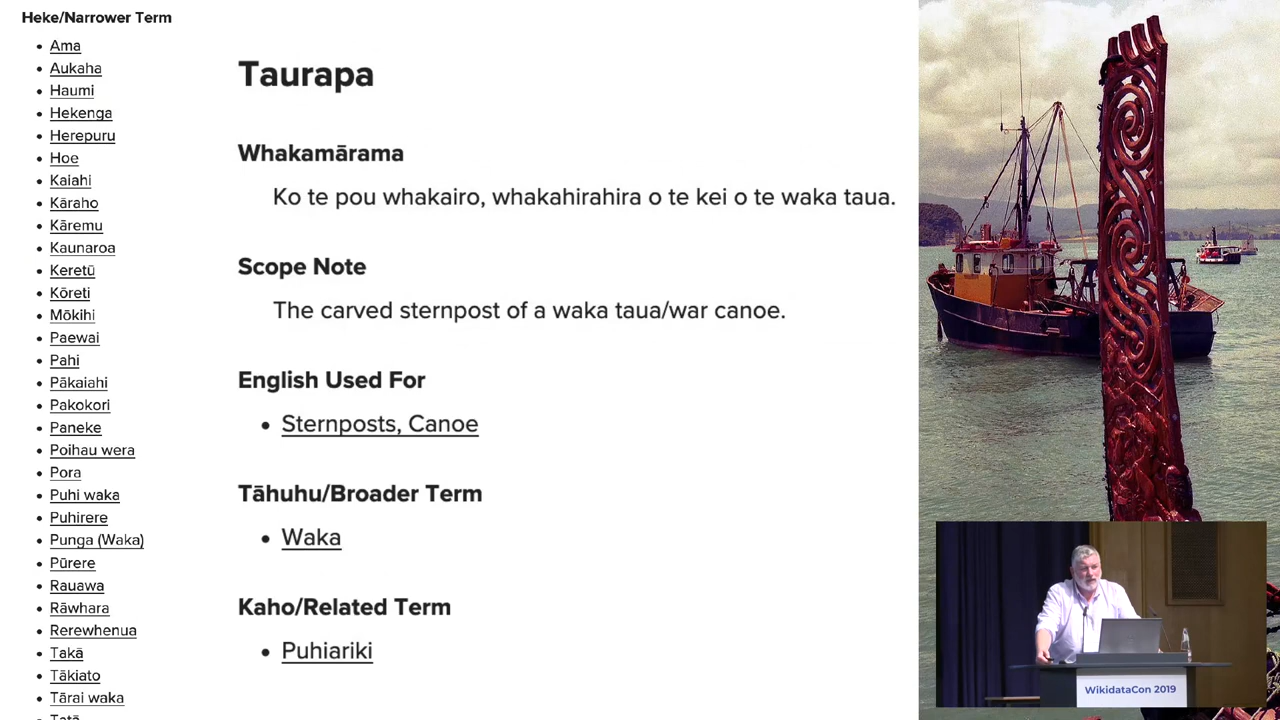 Heke/Narrower Term
Ama
Aukaha
Haumi
Hekenga
Herepuru
Hoe
Kaiahi
Kāraho
Kāremu
Kaunaroa
Keretū
Kōreti
Mōkihi
Paewai
Pahi
Pākaiahi
Pakokori
Paneke
Poihau wera
Pora
Puhi waka
Puhirere
Punga (Waka)
Pūrere
Rauawa
Rāwhara
Rerewhenua
Takā
Tākiato
Tārai waka
Taurapa
Whakamārama
Ko te pou whakairo, whakahirahira o te kei o te waka taua.
Scope Note
The carved sternpost of a waka taua/war canoe.
English Used For
Sternposts, Canoe
Tāhuhu/Broader Term
Waka
Kaho/Related Term
Puhiariki
WikidataCon 2019